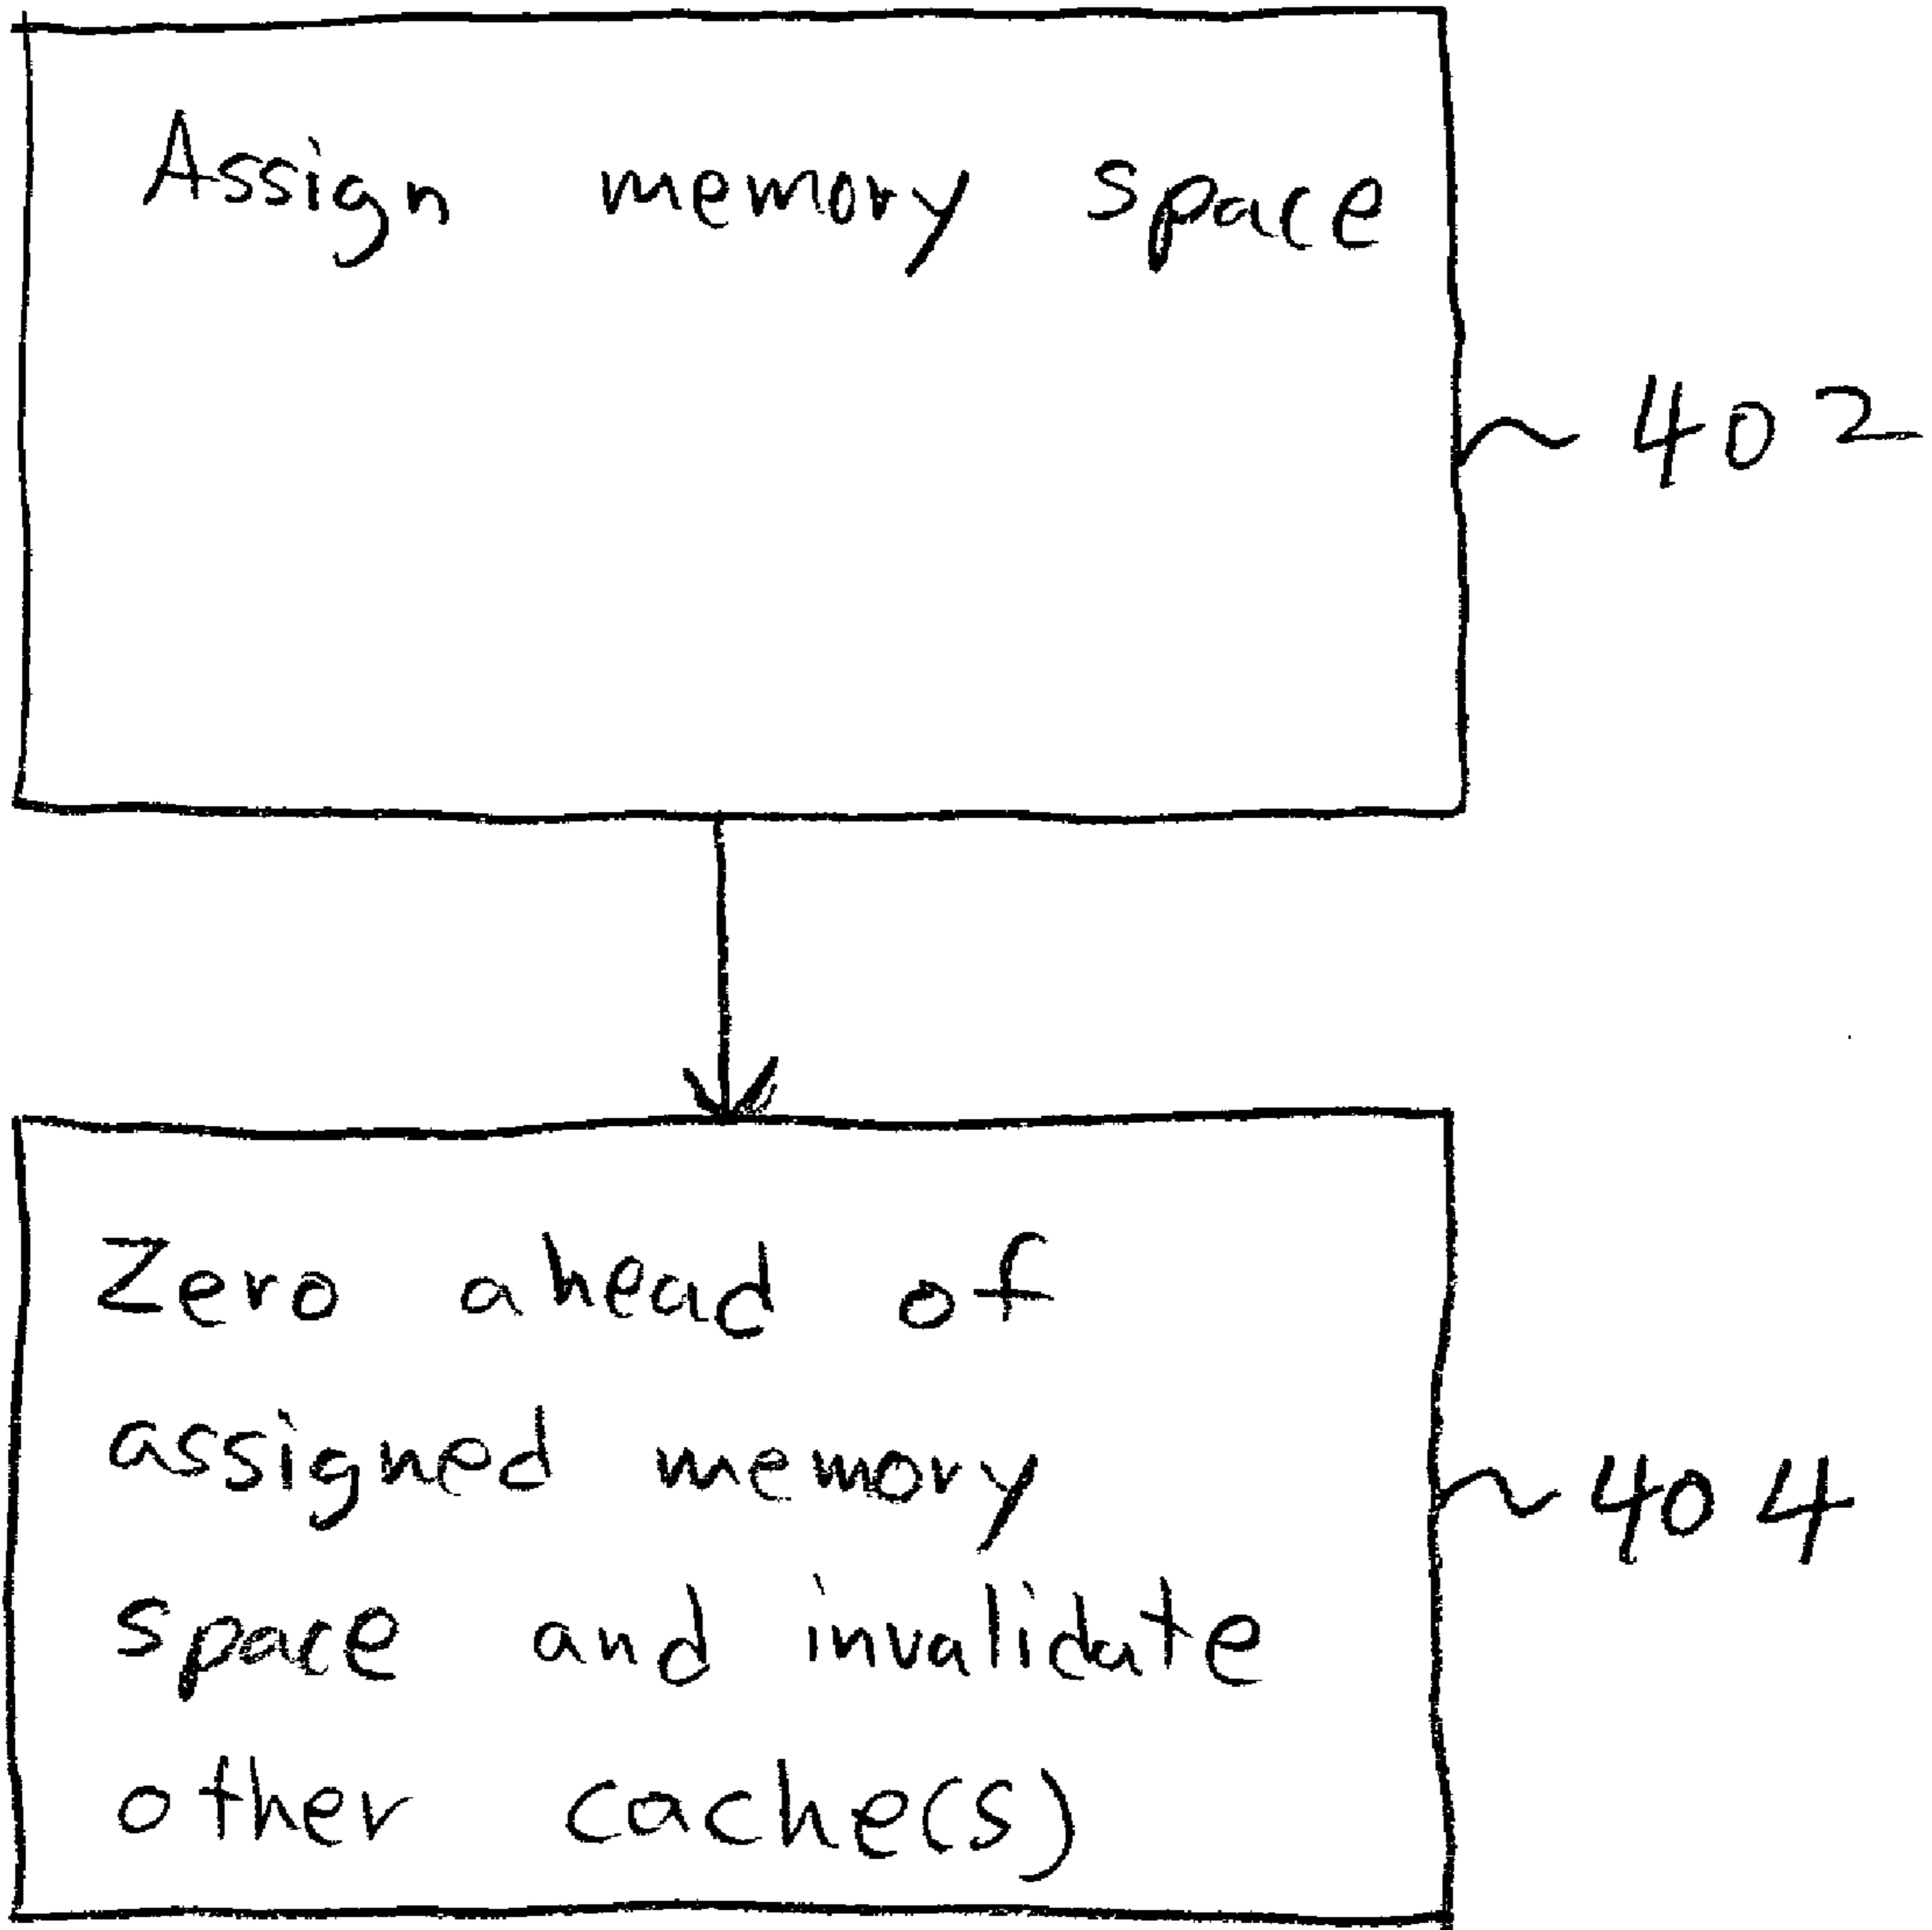 Assign memory space
402
Zero ahead of
assigned memory
404
space and invalidate
other cache(s)